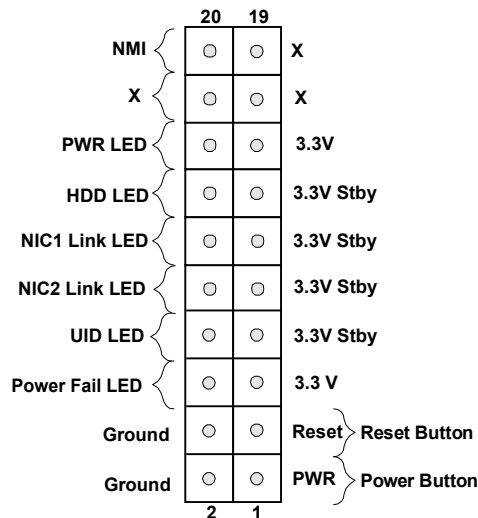 20 19
NMI X
X X
PWR LED 3.3V
HDD LED 3.3V Stby
NIC1 Link LED 3.3V Stby
NIC2 Link LED 3.3V Stby
UID LED 3.3V Stby
Power Fail LED 3.3 V
Ground Reset Reset Button
Ground PWR Power Button
2 1